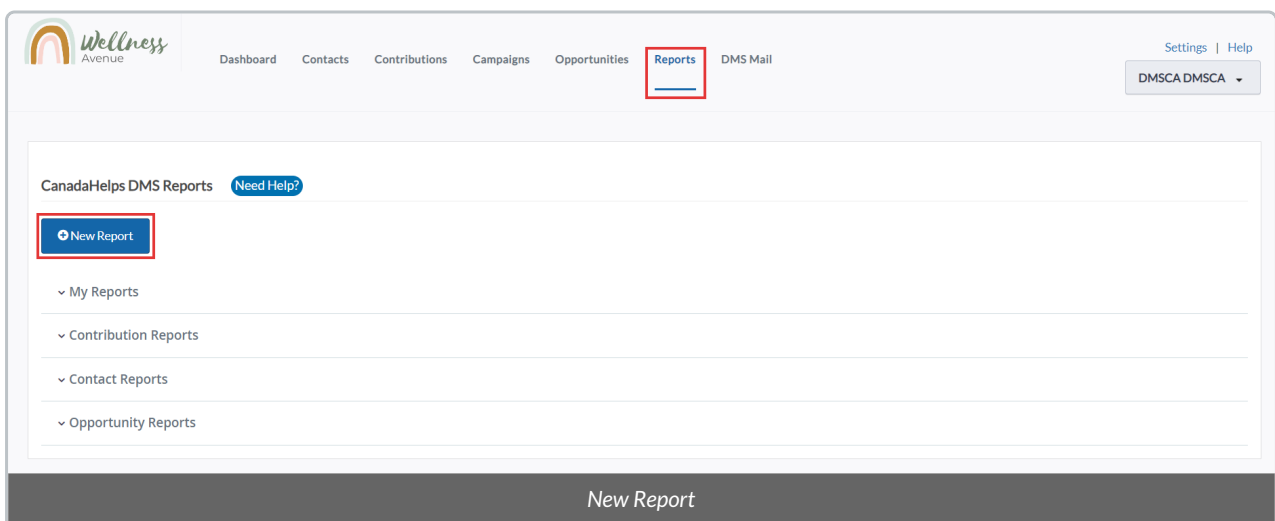 Wellness
Avenue
Dashboard Contacts Contributions Campaigns Opportunities Reports DMS Mail
Settings | Help
DMSCA DMSCA
CanadaHelps DMS Reports Need Help?
New Report
My Reports
Contribution Reports
Contact Reports
Opportunity Reports
New Report